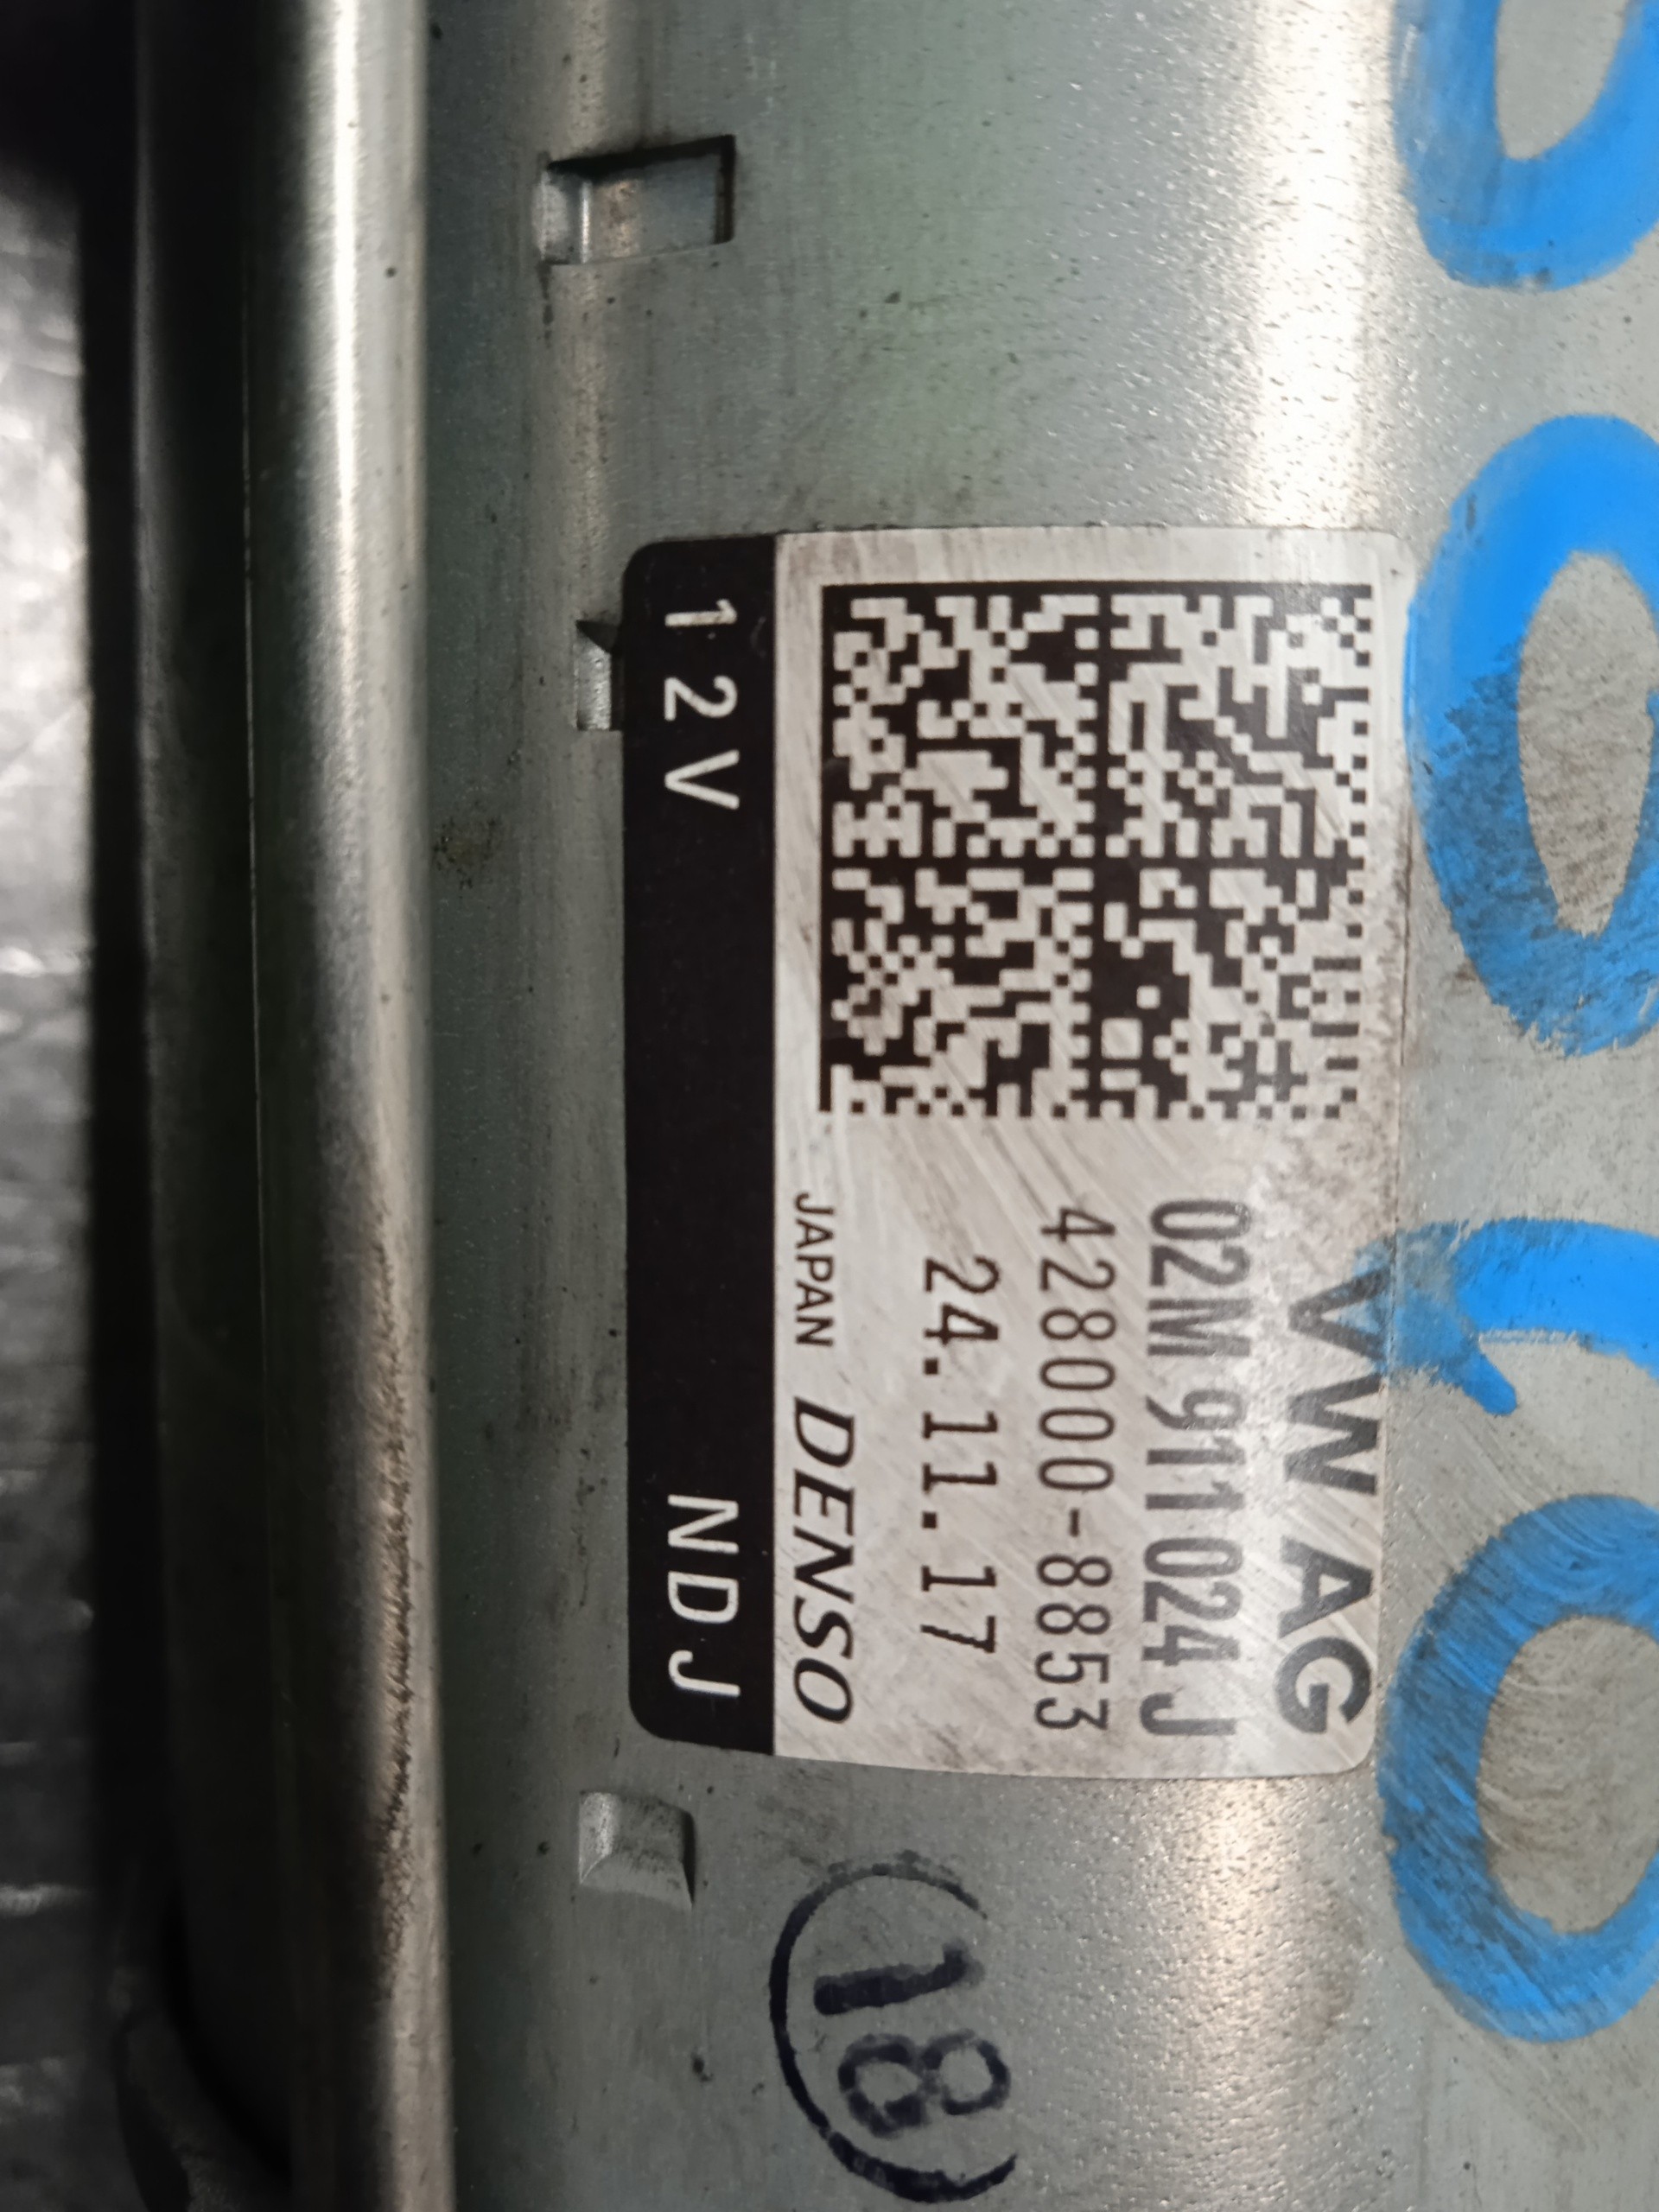 VW AG
02M 911 024 J
428000-8853
24.11.17
JAPAN DENSO
12V NDJ
(18)